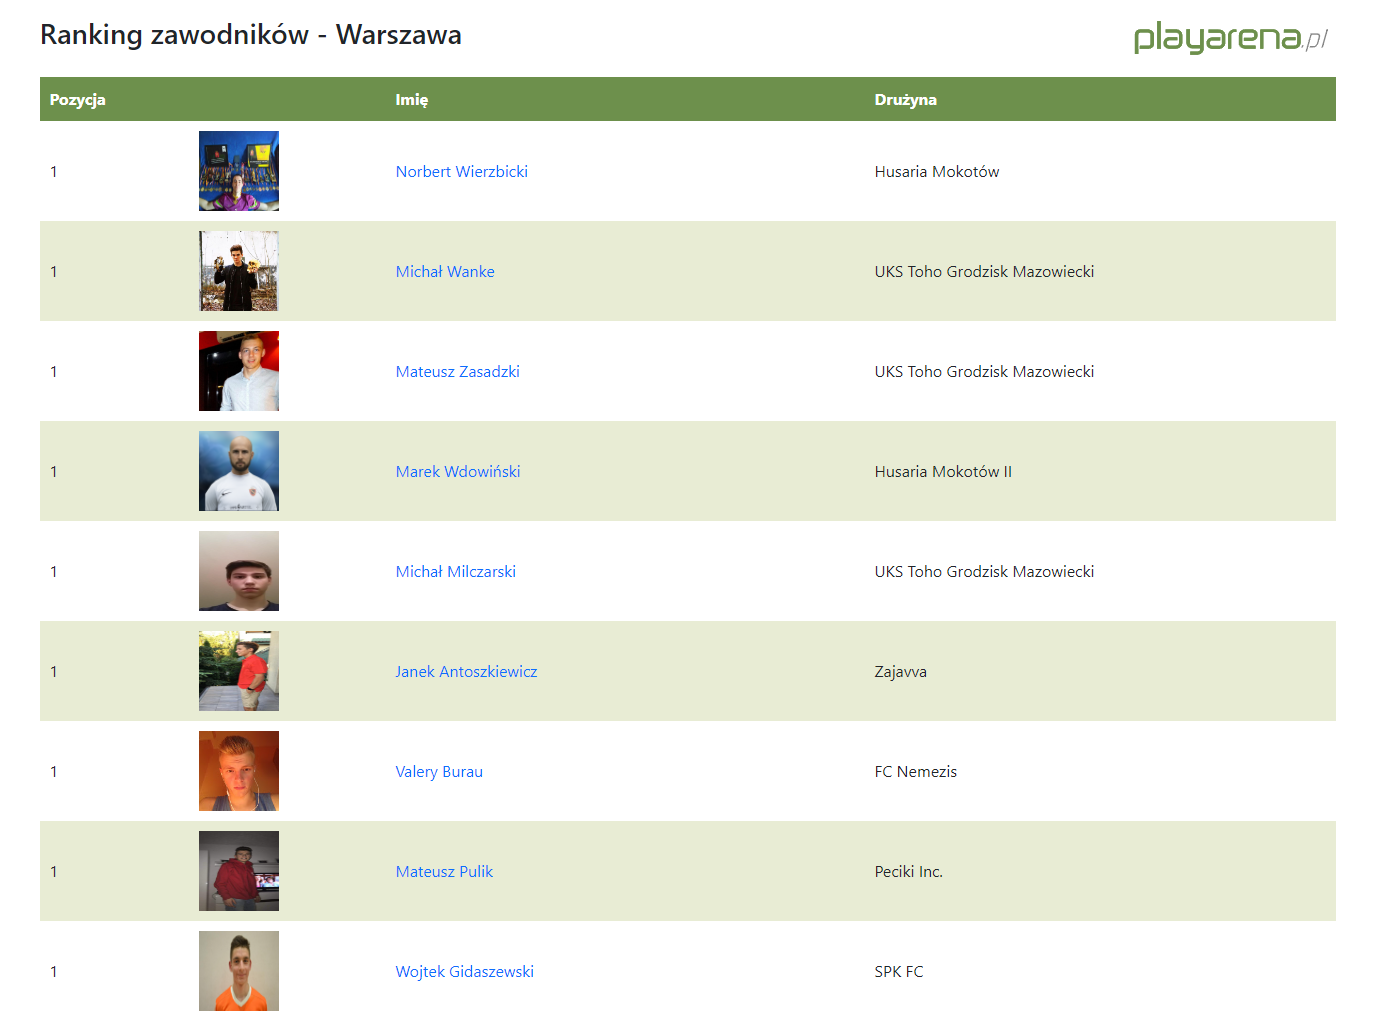 Ranking zawodników - Warszawa
playarena.pl
Pozycja Imię Drużyna
1 Norbert Wierzbicki Husaria Mokotów
1 Michał Wanke UKS Toho Grodzisk Mazowiecki
1 Mateusz Zasadzki UKS Toho Grodzisk Mazowiecki
1 Marek Wdowiński Husaria Mokotów II
1 Michał Milczarski UKS Toho Grodzisk Mazowiecki
1 Janek Antoszkiewicz Zajavva
1 Valery Burau FC Nemezis
1 Mateusz Pulik Peciki Inc.
1 Wojtek Gidaszewski SPK FC